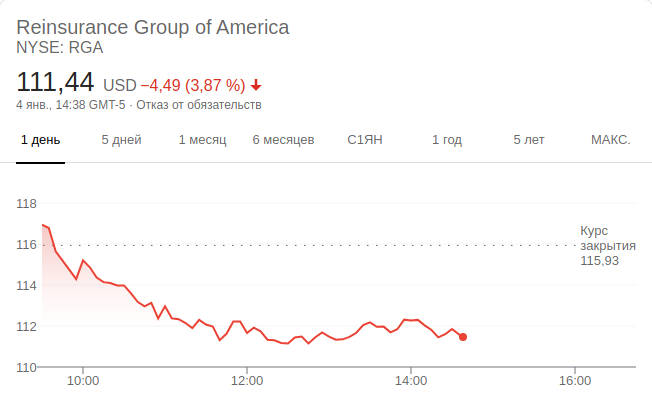 Reinsurance Group of America
NYSE: RGA
111,44 USD −4,49 (3,87 %)
4 янв., 14:38 GMT-5 · Отказ от обязательств
1 день 5 дней 1 месяц 6 месяцев С1ЯН 1 год 5 лет МАКС.
118
116
114
112
110
Курс
закрытия
115,93
10:00 12:00 14:00 16:00